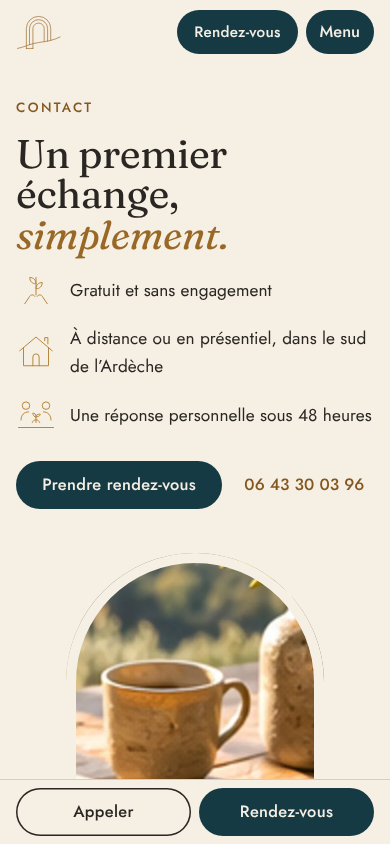 Rendez-vous
Menu
CONTACT
Un premier
échange,
simplement.
Gratuit et sans engagement
À distance ou en présentiel, dans le sud
de l’Ardèche
Une réponse personnelle sous 48 heures
Prendre rendez-vous
06 43 30 03 96
Appeler
Rendez-vous